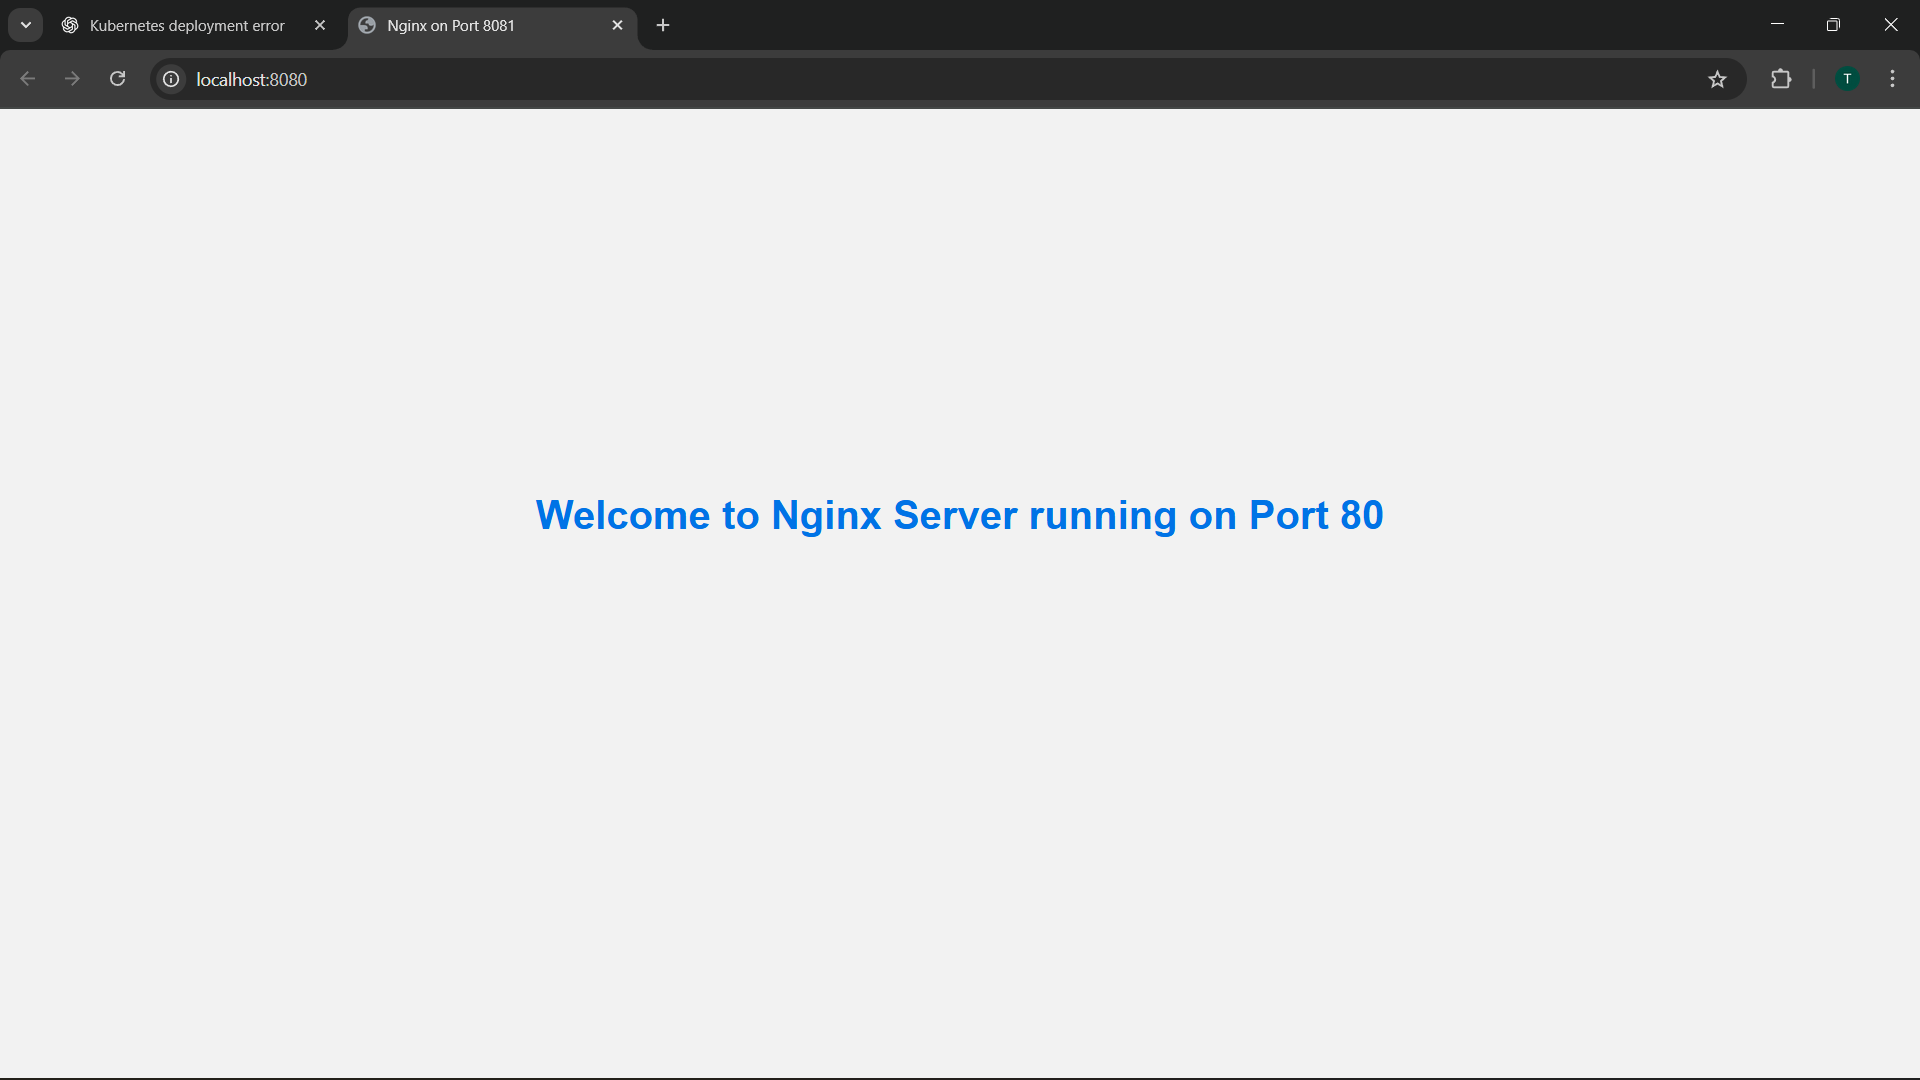 Kubernetes deployment error
Nginx on Port 8081
localhost:8080
T
Welcome to Nginx Server running on Port 80